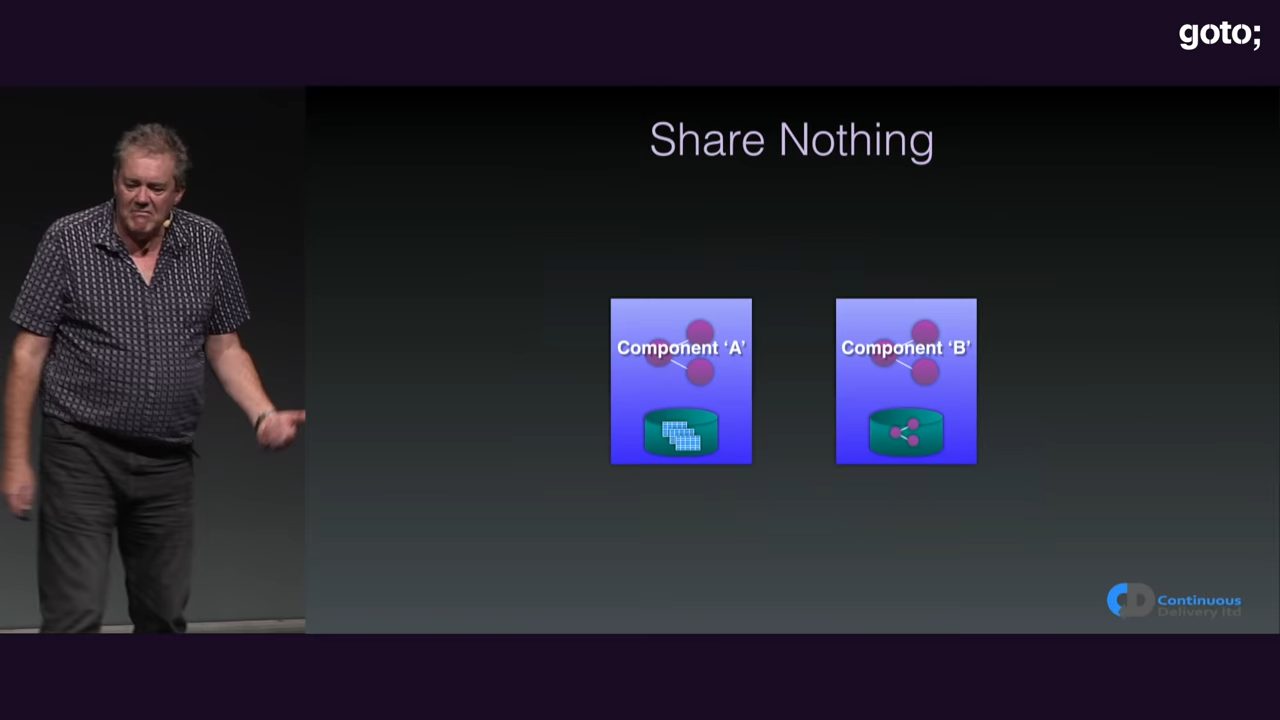 goto;
Share Nothing
Component ‘A’
Component ‘B’
Continuous
Delivery ltd